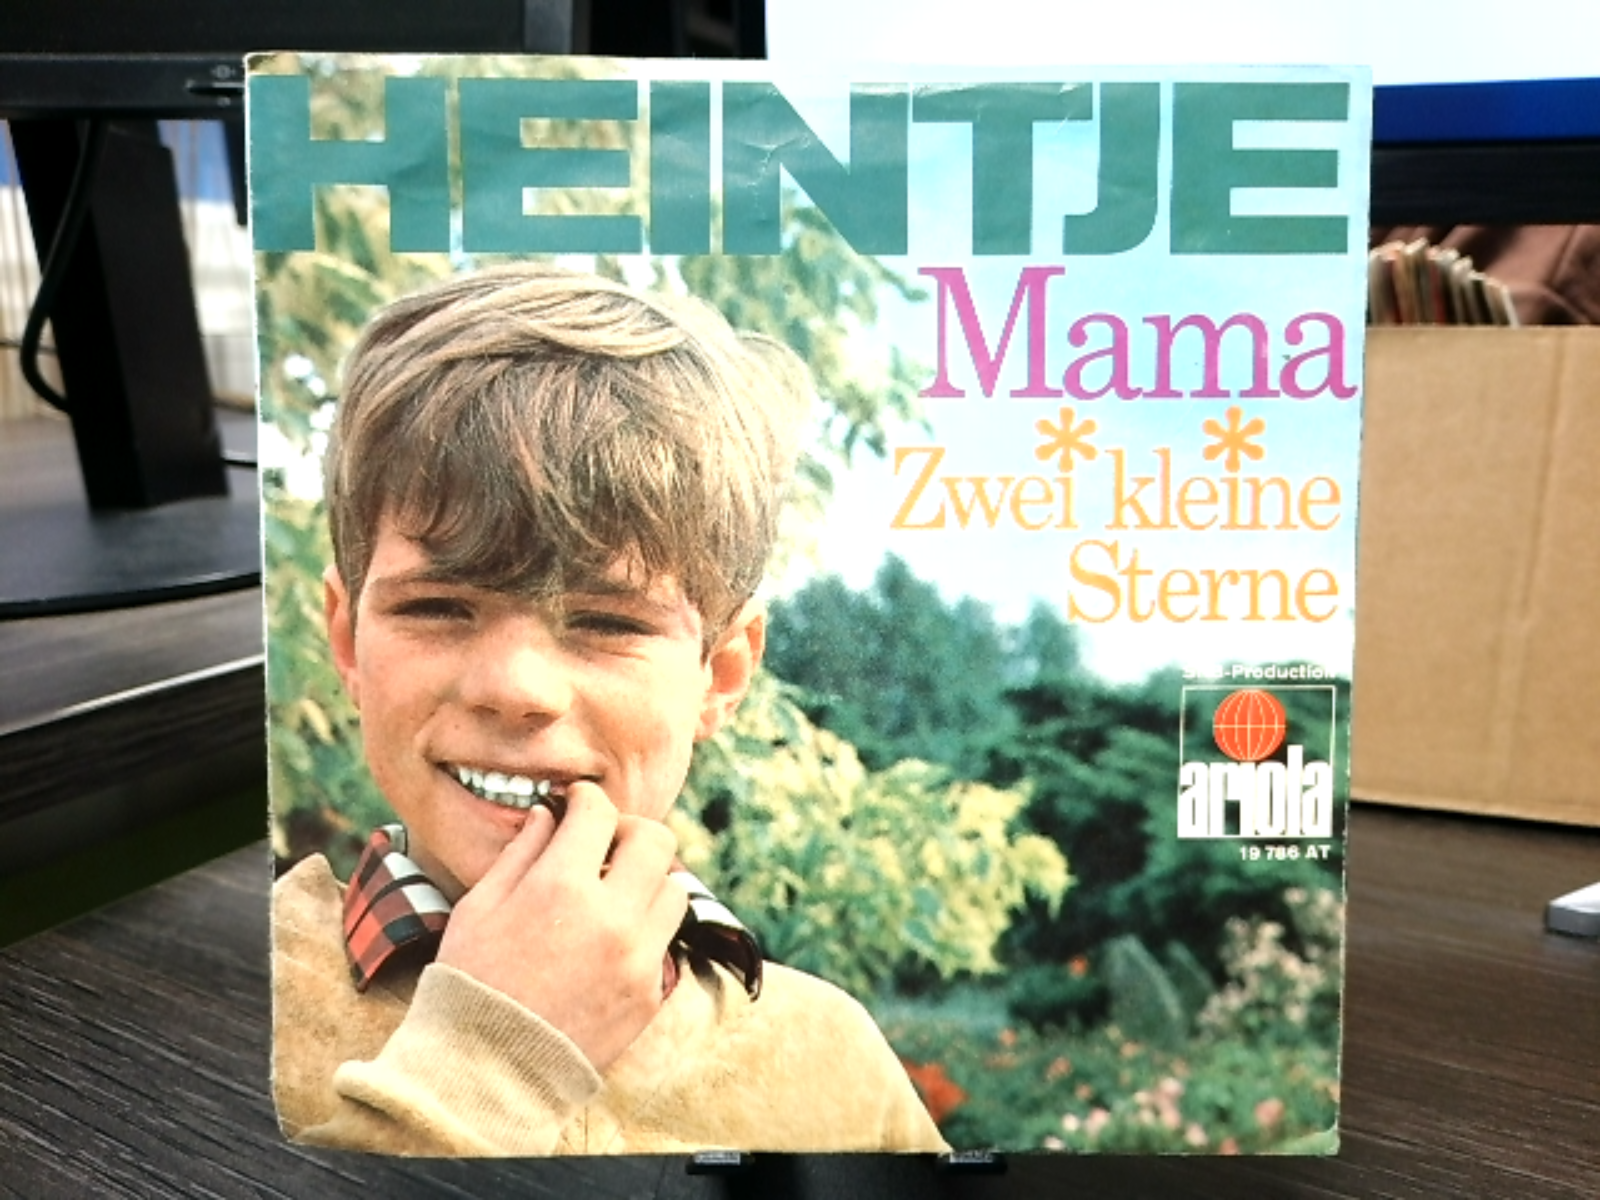 HEINTJE
Mama
Zwei kleine
Sterne
-Production
ariola
19 786 AT